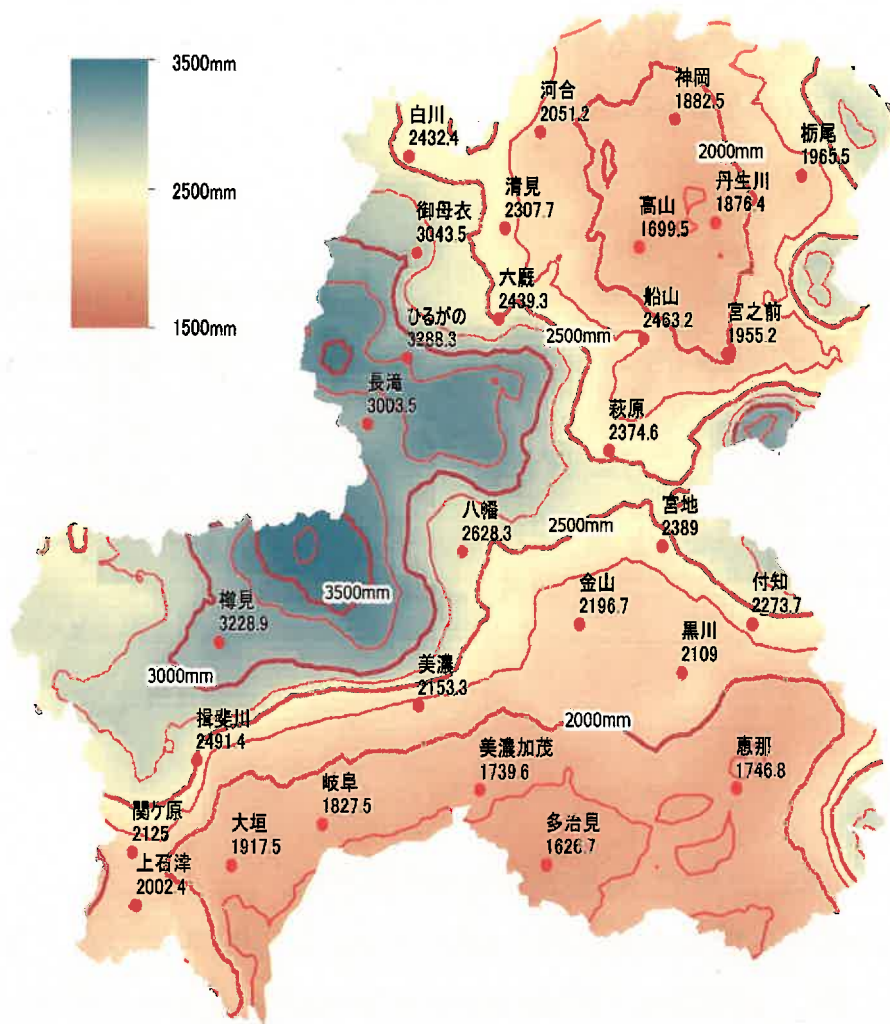 3500mm
2500mm
1500mm
白川
2432.4
河合
2051.2
神岡
1882.5
2000mm
栃尾
1965.5
御母衣
3043.5
清見
2307.7
高山
1699.5
丹生川
1876.4
六厩
2439.3
ひるがの
3288.3
2500mm
船山
2463.2
宮之前
1955.2
長滝
3003.5
萩原
2374.6
八幡
2628.3
2500mm
宮地
2389
3500mm
樽見
3228.9
金山
2196.7
付知
2273.7
黒川
2109
3000mm
美濃
2153.3
揖斐川
2491.4
2000mm
美濃加茂
1739.6
恵那
1746.8
岐阜
1827.5
関ケ原
2125
大垣
1917.5
多治見
1626.7
上石津
2002.4